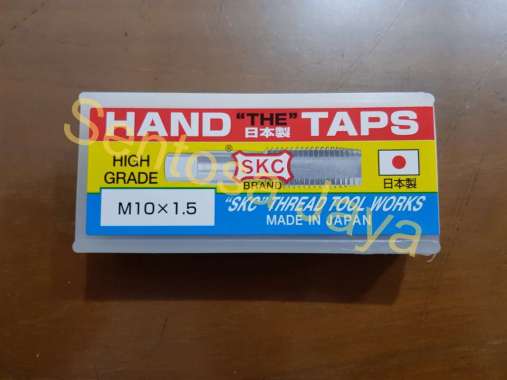 HAND "THE" TAPS
日本製
HIGH
GRADE
® SKC
BRAND
日本製
M10×1.5
"SKC" THREAD TOOL WORKS
MADE IN JAPAN
Sentosa Jaya